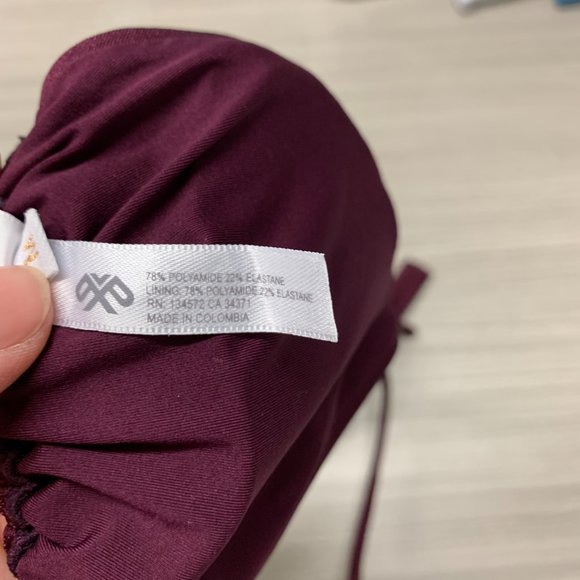 78% POLYAMIDE 22% ELASTANE
LINING: 78% POLYAMIDE 22% ELASTANE
RN: 134572 CA 34371
MADE IN COLOMBIA